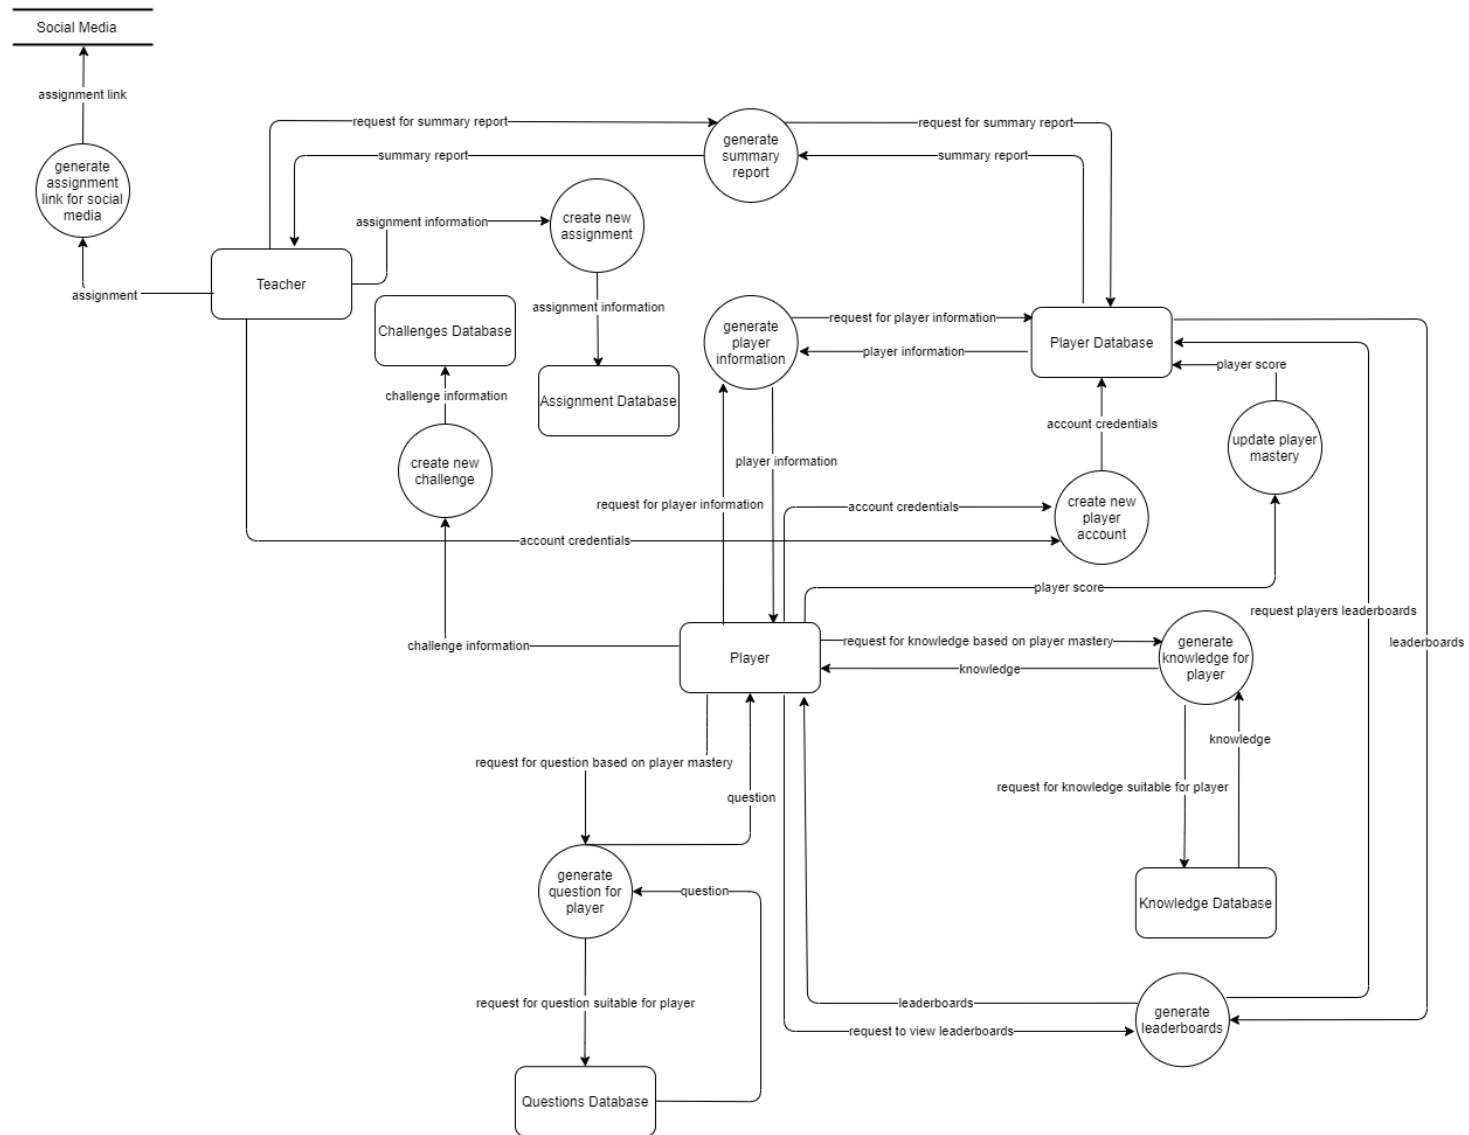 Social Media
assignment link
generate
assignment
link for social
media
assignment
request for summary report
summary report
generate
summary
report
request for summary report
summary report
assignment information
create new
assignment
Teacher
assignment information
Challenges Database
challenge information
Assignment Database
create new
challenge
generate
player
information
request for player information
player information
Player Database
player score
account credentials
update player
mastery
player information
request for player information
account credentials
create new
player
account
account credentials
player score
request players leaderboards
leaderboards
challenge information
Player
request for knowledge based on player mastery
knowledge
generate
knowledge for
player
knowledge
request for knowledge suitable for player
request for question based on player mastery
question
generate
question for
player
question
Knowledge Database
request for question suitable for player
leaderboards
request to view leaderboards
generate
leaderboards
Questions Database